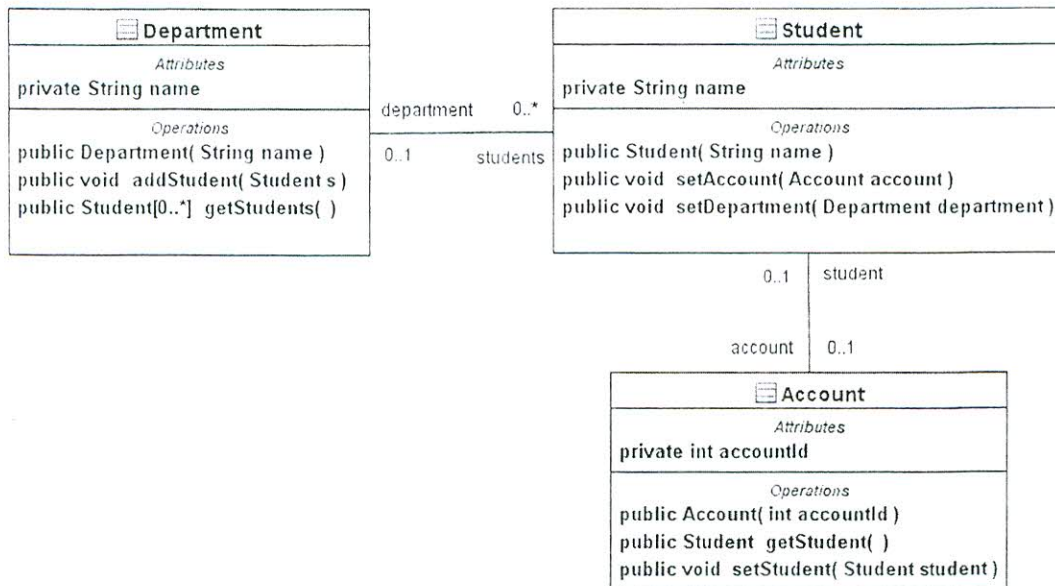 Department
Attributes
private String name
Operations
public Department( String name )
public void addStudent( Student s )
public Student[0..*] getStudents( )
department 0..*
0..1 students
Student
Attributes
private String name
Operations
public Student( String name )
public void setAccount( Account account )
public void setDepartment( Department department )
0..1 student
account 0..1
Account
Attributes
private int accountId
Operations
public Account( int accountId )
public Student getStudent( )
public void setStudent( Student student )